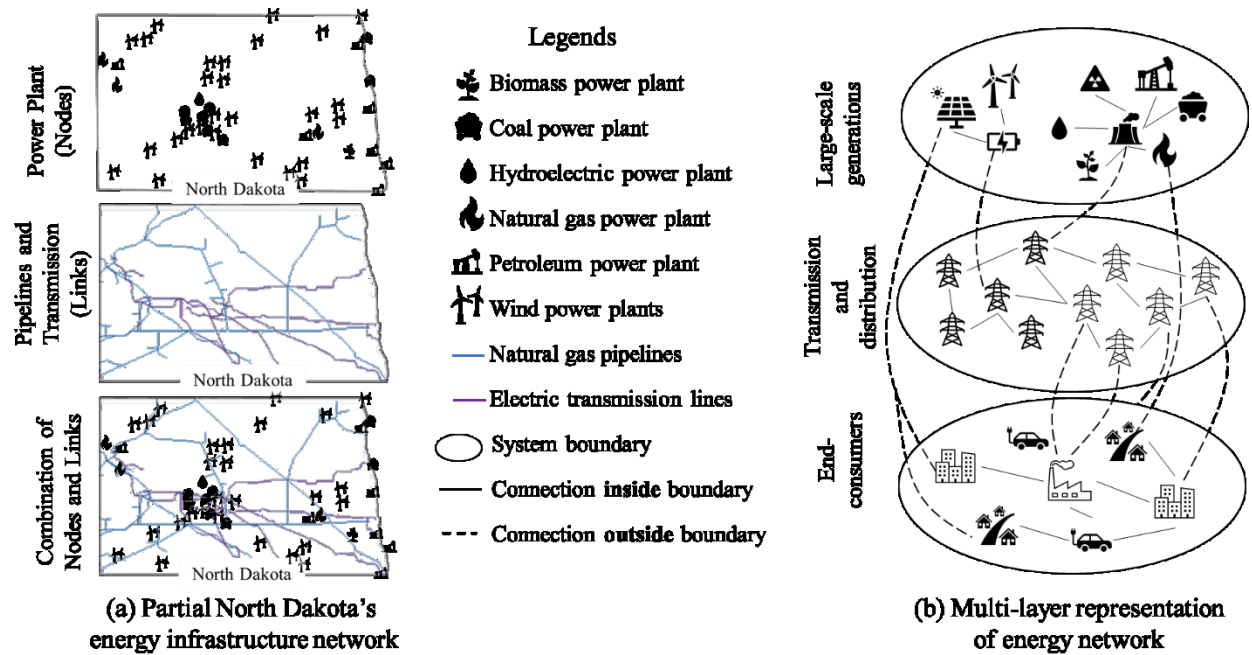 Power Plant
(Nodes)
North Dakota
Pipelines and
Transmission
(Links)
North Dakota
Combination of
Nodes and Links
North Dakota
(a) Partial North Dakota's
energy infrastructure network
Legends
Biomass power plant
Coal power plant
Hydroelectric power plant
Natural gas power plant
Petroleum power plant
Wind power plants
Natural gas pipelines
Electric transmission lines
System boundary
Connection inside boundary
Connection outside boundary
Large-scale
generations
Transmission
and
distribution
End-
consumers
(b) Multi-layer representation
of energy network